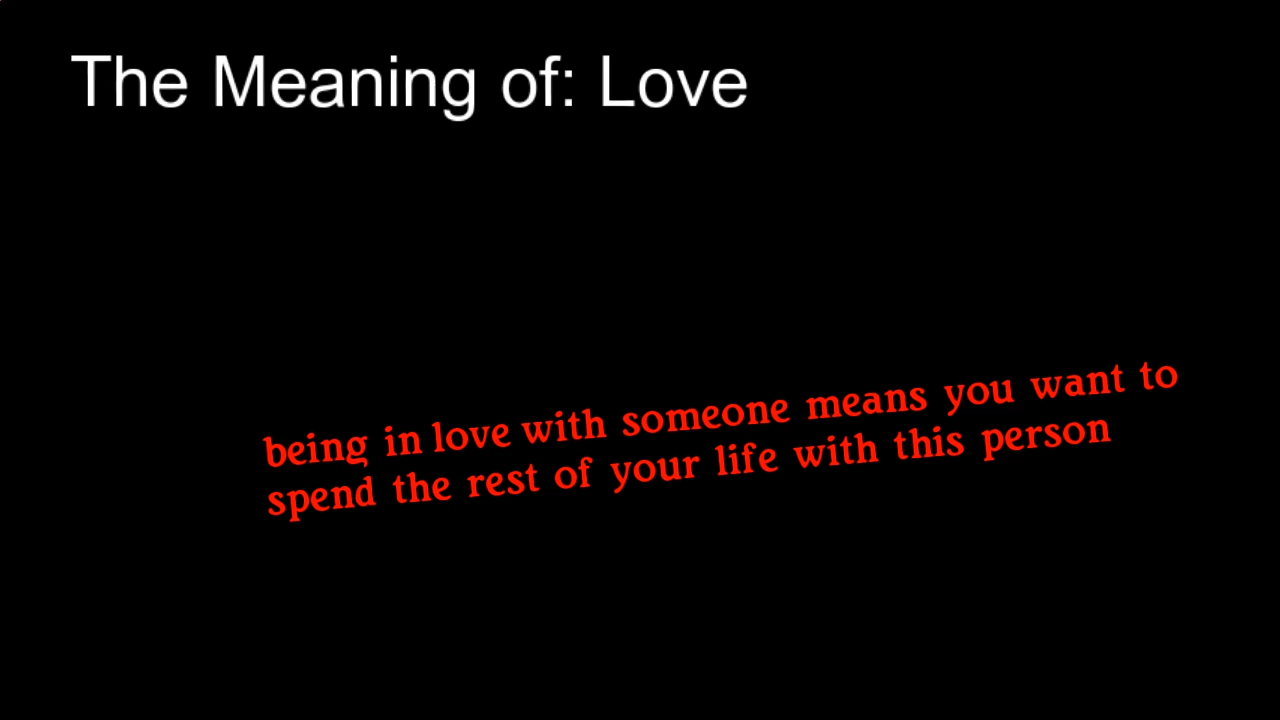 The Meaning of: Love
being in love with someone means you want to
spend the rest of your life with this person